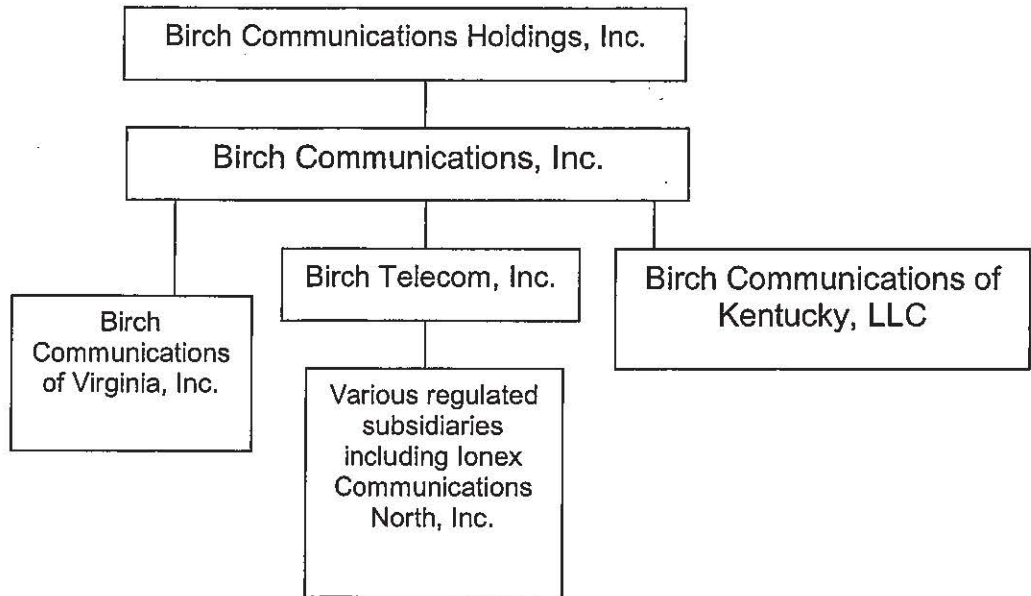 Birch Communications Holdings, Inc.
Birch Communications, Inc.
Birch
Communications
of Virginia, Inc.
Birch Telecom, Inc.
Various regulated
subsidiaries
including Ionex
Communications
North, Inc.
Birch Communications of
Kentucky, LLC